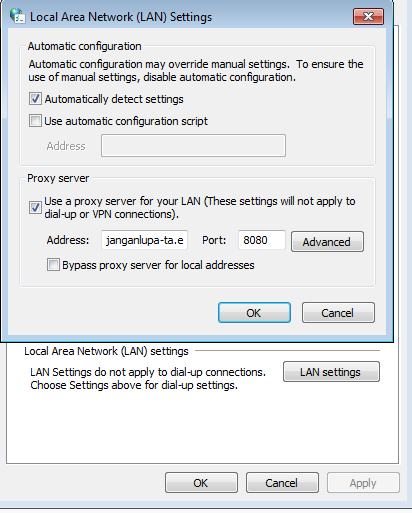 Local Area Network (LAN) Settings
Automatic configuration
Automatic configuration may override manual settings. To ensure the
use of manual settings, disable automatic configuration.
Automatically detect settings
Use automatic configuration script
Address
Proxy server
Use a proxy server for your LAN (These settings will not apply to
dial-up or VPN connections).
Address: janganlupa-ta.e Port: 8080 Advanced
Bypass proxy server for local addresses
OK Cancel
Local Area Network (LAN) settings
LAN Settings do not apply to dial-up connections. LAN settings
Choose Settings above for dial-up settings.
OK Cancel Apply